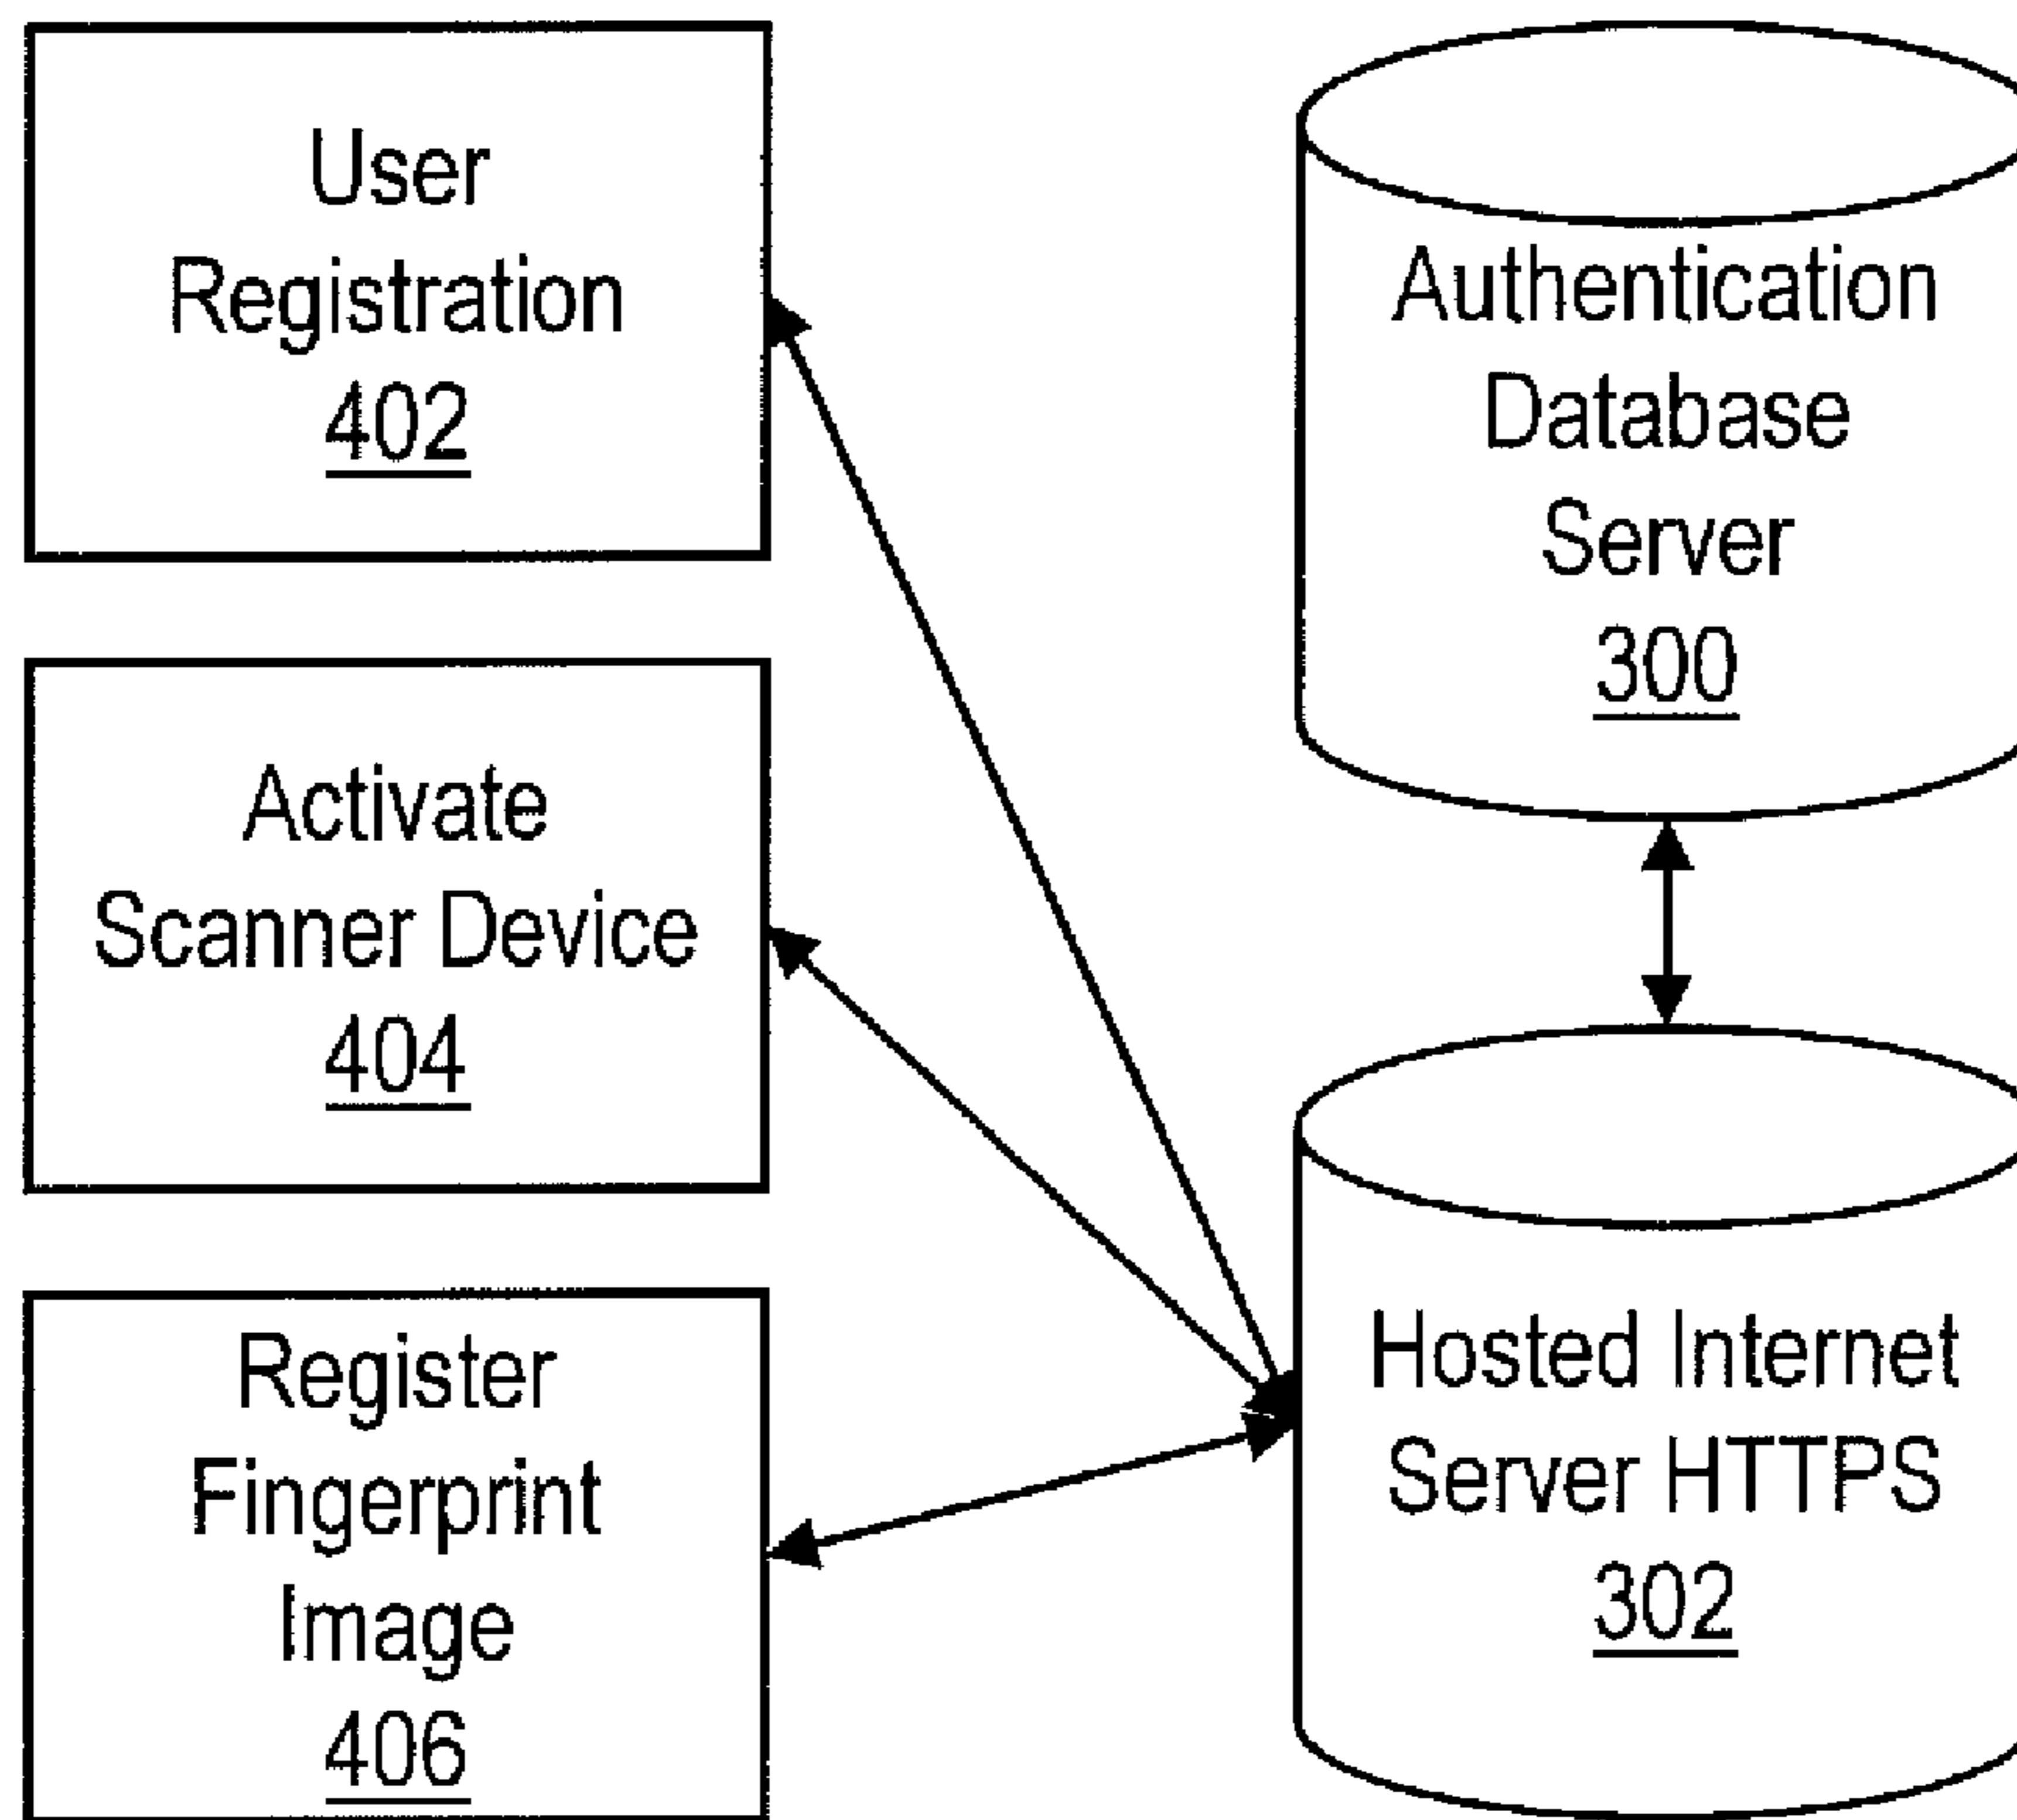 User
Registration
402
Authentication
Database
Server
300
Activate
Scanner Device
404
Register
Fingerprint
Image
406
Hosted Internet
Server HTTPS
302